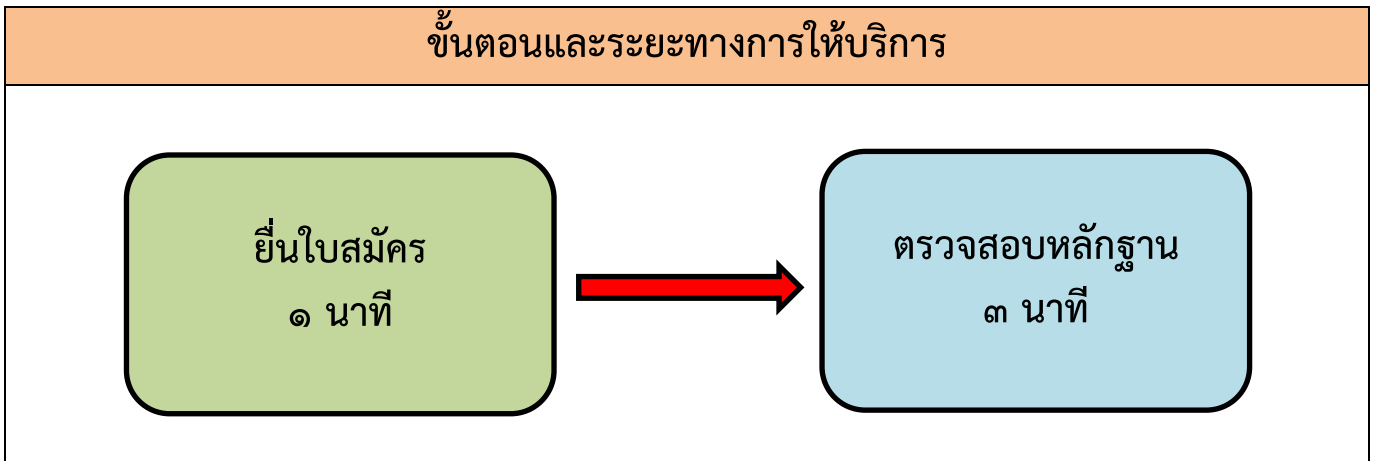 ขั้นตอนและระยะทางการให้บริการ
ยื่นใบสมัคร
๑ นาที
ตรวจสอบหลักฐาน
๓ นาที